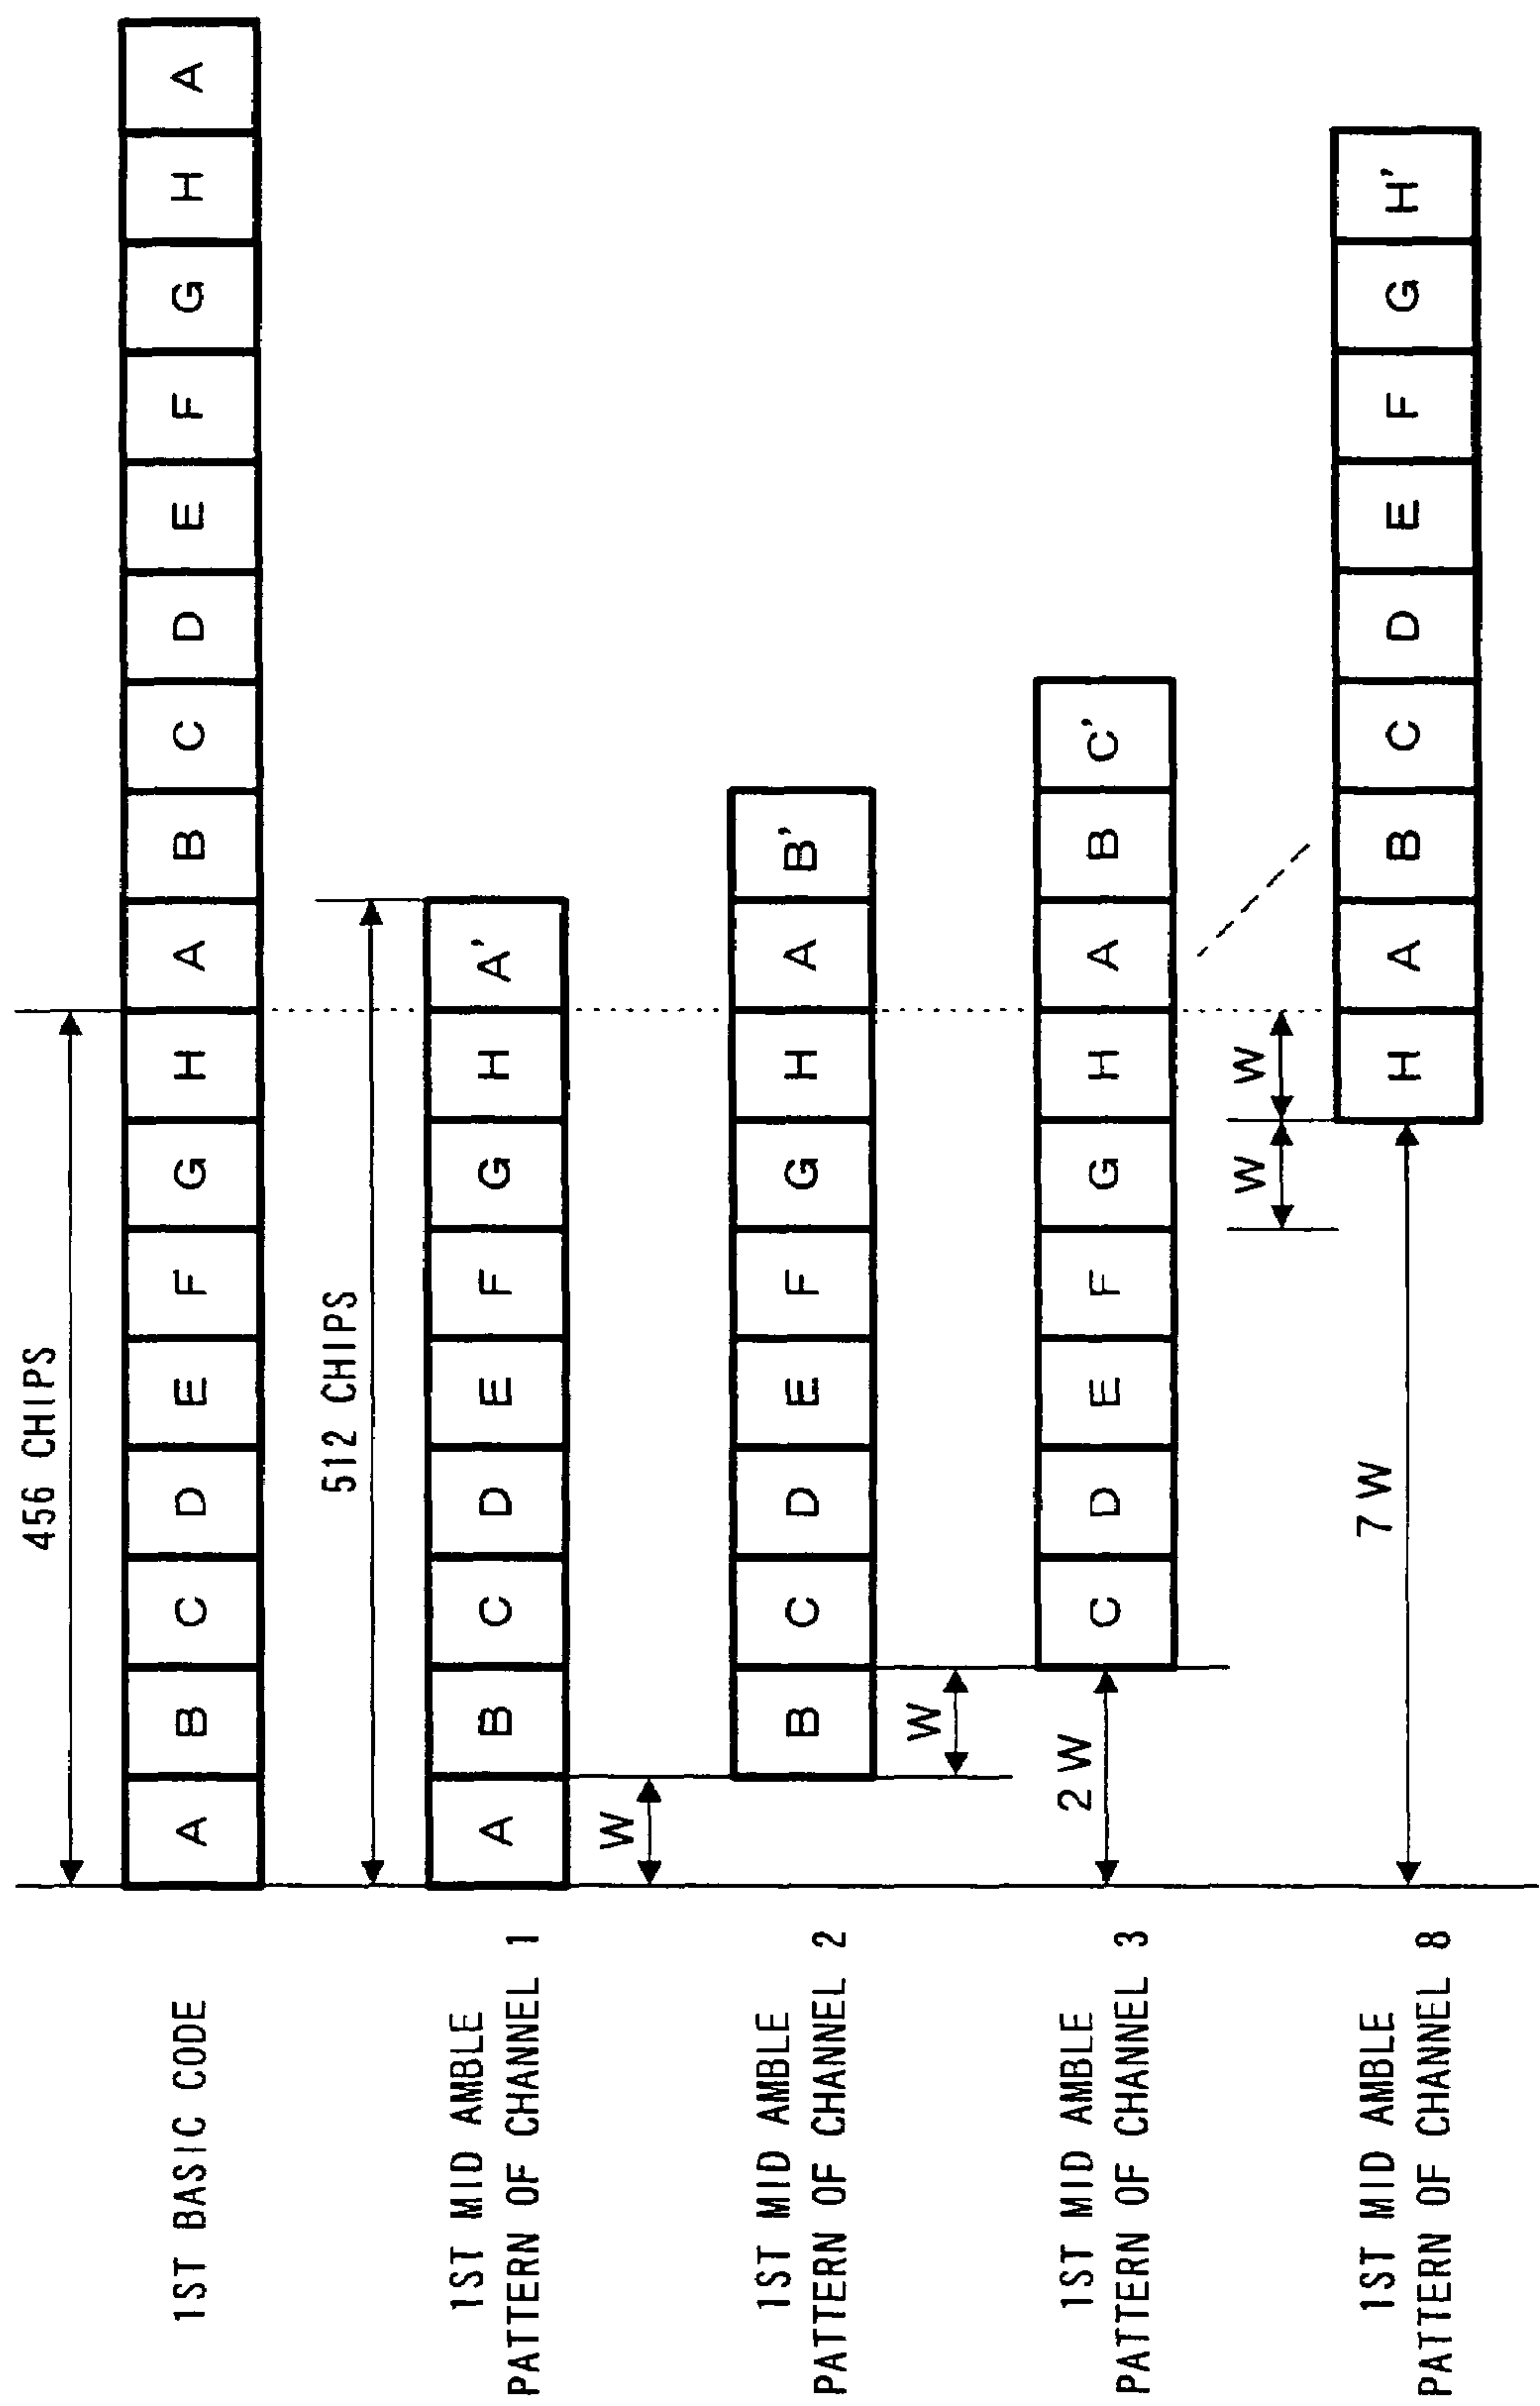 456 CHIPS
1ST BASIC CODE
A B C D E F G H A B C D E F G H A
512 CHIPS
1ST MID AMBLE
PATTERN OF CHANNEL 1
A B C D E F G H A'
W
1ST MID AMBLE
PATTERN OF CHANNEL 2
B C D E F G H A B'
W
1ST MID AMBLE
PATTERN OF CHANNEL 3
2 W
C D E F G H A B C'
W W
1ST MID AMBLE
PATTERN OF CHANNEL 8
7 W
H A B C D E F G H'